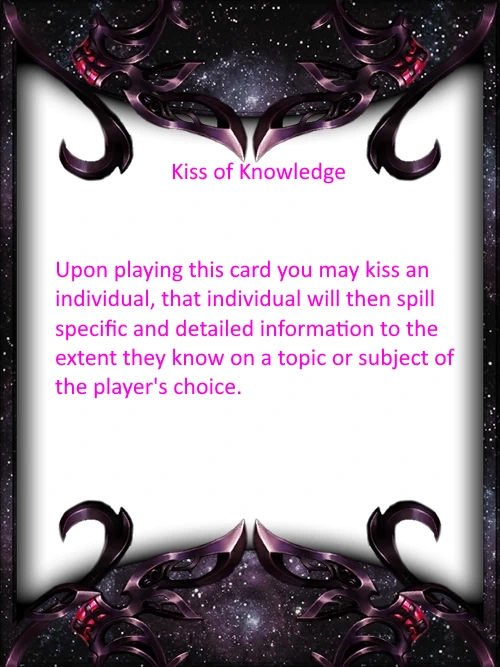 Kiss of Knowledge
Upon playing this card you may kiss an
individual, that individual will then spill
specific and detailed information to the
extent they know on a topic or subject of
the player's choice.